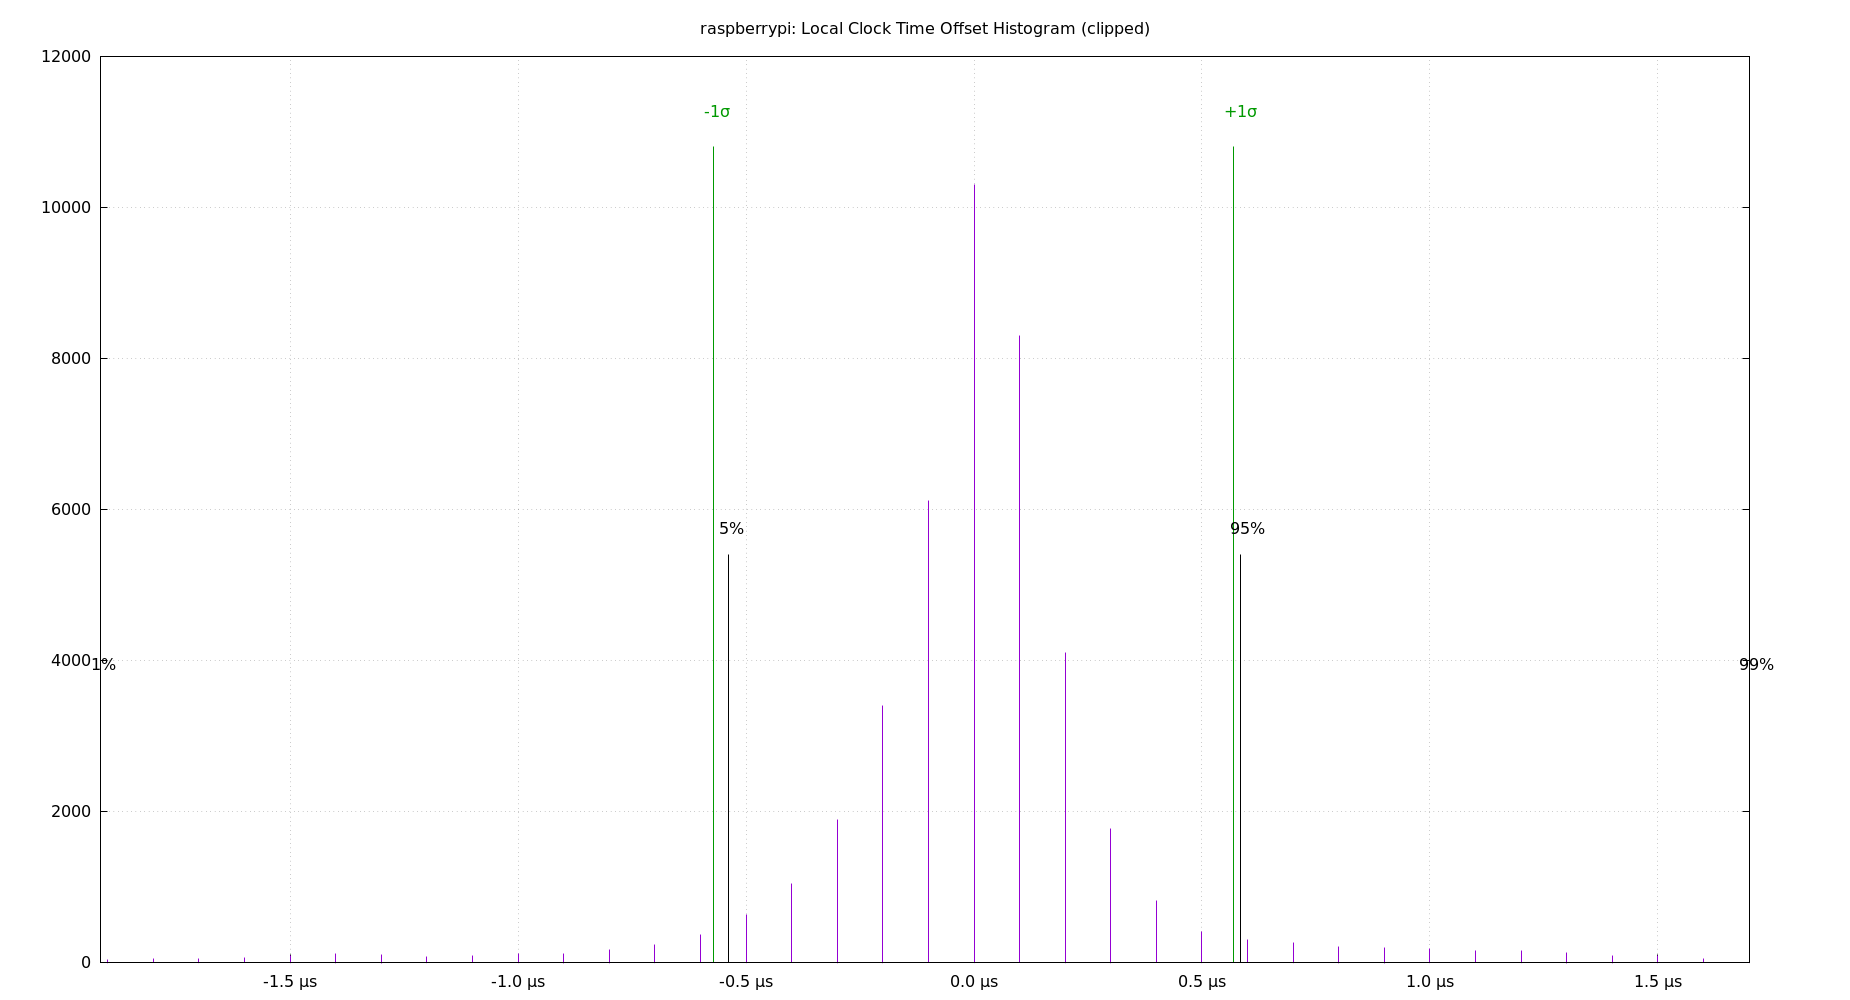 raspberrypi: Local Clock Time Offset Histogram (clipped)
12000
-1σ
+1σ
10000
8000
6000
5%
95%
4000
1%
99%
2000
0
-1.5 µs
-1.0 µs
-0.5 µs
0.0 µs
0.5 µs
1.0 µs
1.5 µs